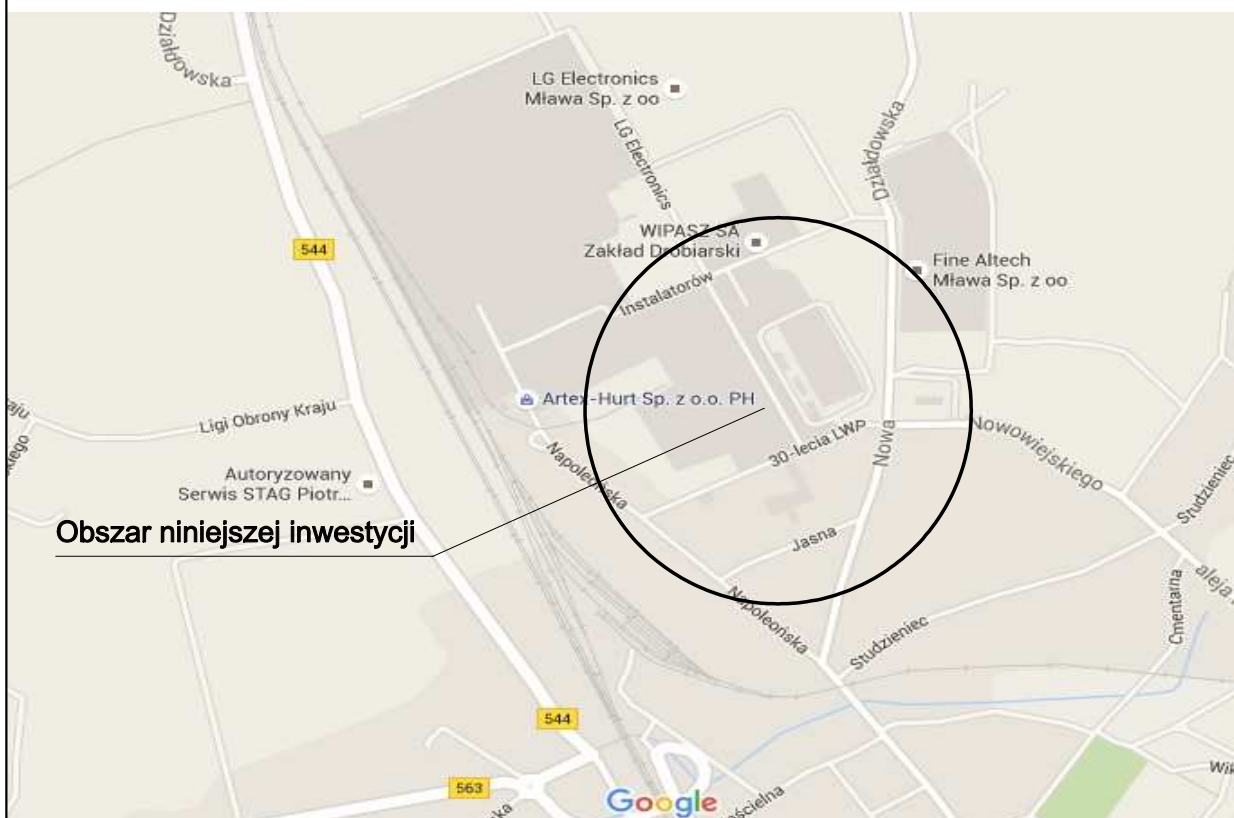 Działdowska
LG Electronics
Mława Sp. z oo
LG Electronics
Działdowska
544
WIPASZ SA
Zakład Drobiarski
Fine Altech
Mława Sp. z oo
Instalatorów
Artex-Hurt Sp. z o.o. PH
Ligi Obrony Kraju
30-lecia LWP
Nowa
Nowowiejskiego
Autoryzowany
Serwis STAG Piotr...
Napoleońska
Studzieniec
Obszar niniejszej inwestycji
Jasna
aleja
Cmentarna
Napoleońska
Studzieniec
544
563
Google